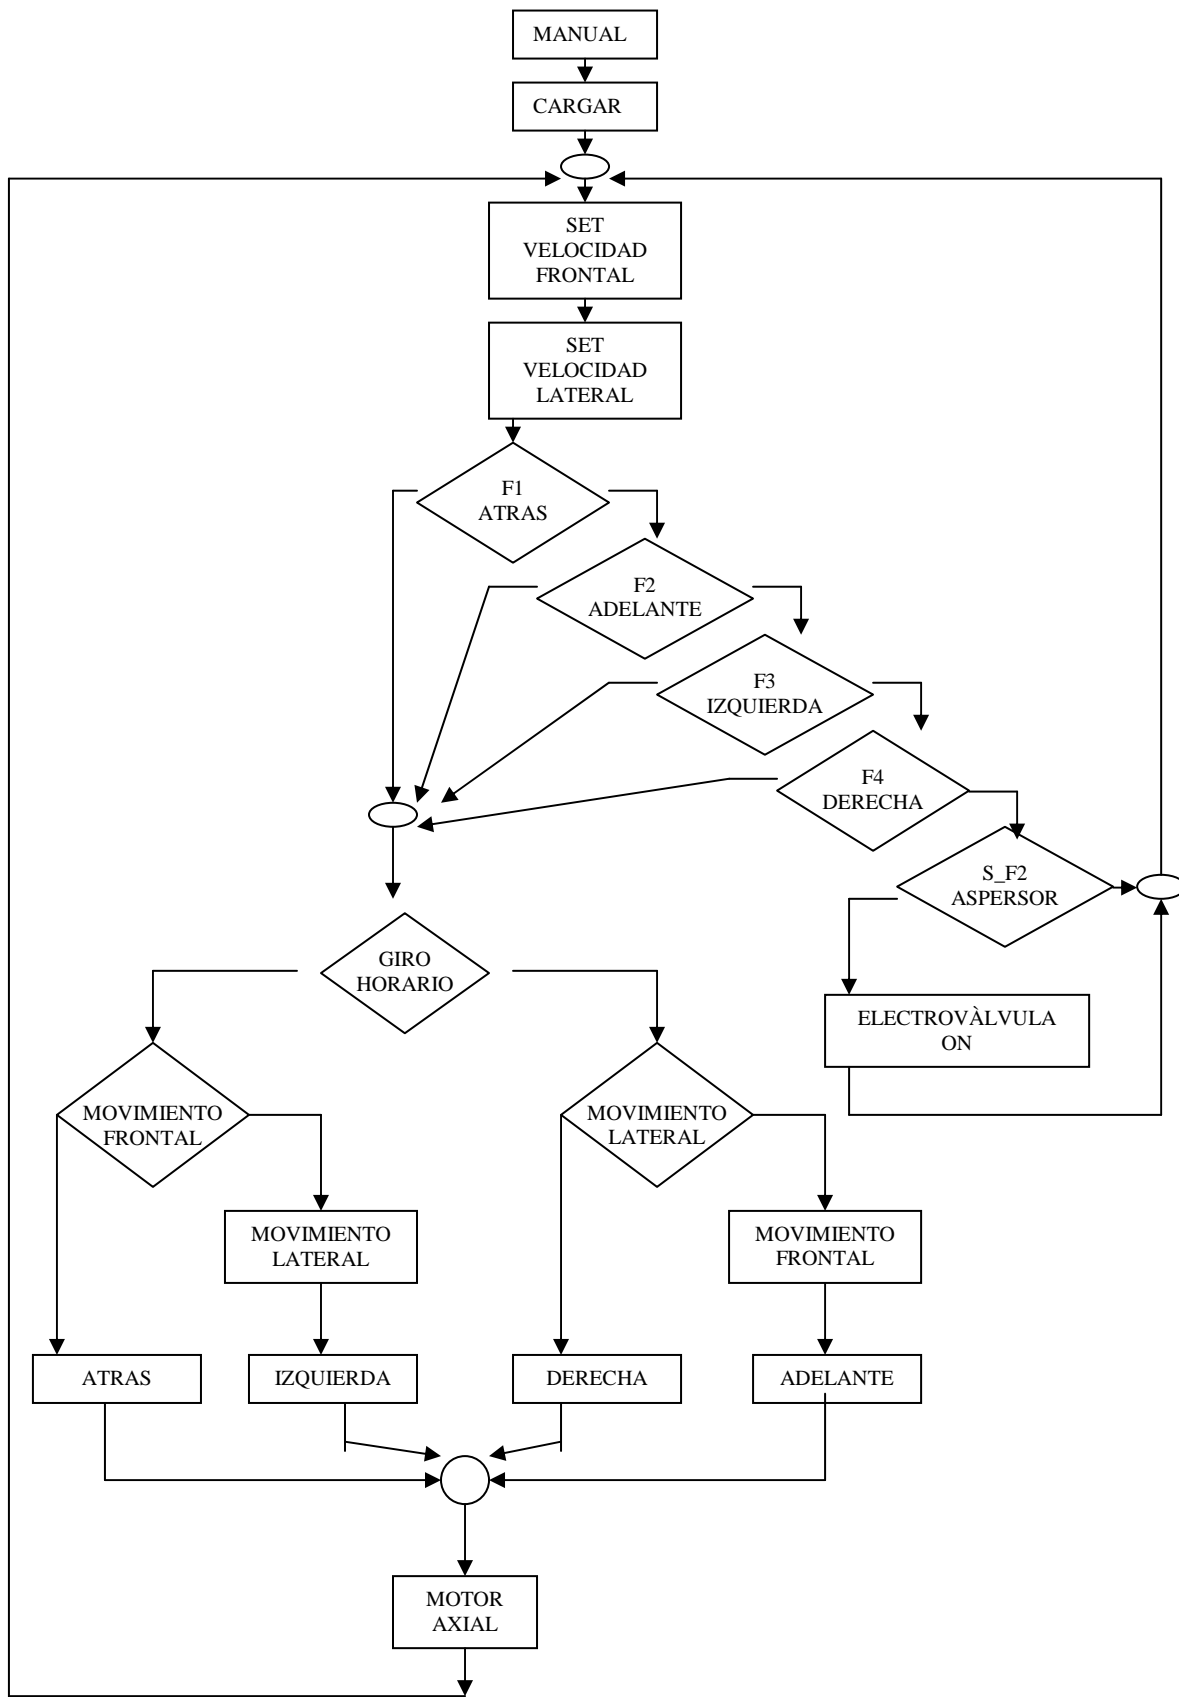 MANUAL
CARGAR
SET
VELOCIDAD
FRONTAL
SET
VELOCIDAD
LATERAL
F1
ATRAS
F2
ADELANTE
F3
IZQUIERDA
F4
DERECHA
S_F2
ASPERSOR
GIRO
HORARIO
ELECTROVÀLVULA
ON
MOVIMIENTO
FRONTAL
MOVIMIENTO
LATERAL
MOVIMIENTO
LATERAL
MOVIMIENTO
FRONTAL
ATRAS
IZQUIERDA
DERECHA
ADELANTE
MOTOR
AXIAL